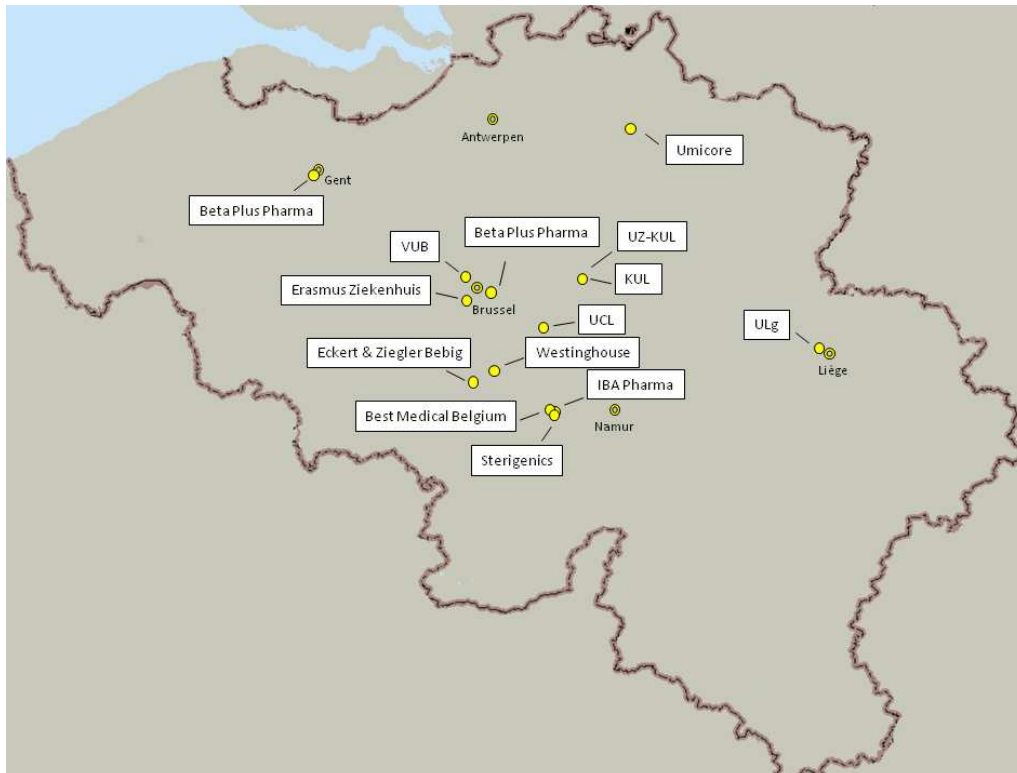 Antwerpen
Umicore
Gent
Beta Plus Pharma
Beta Plus Pharma
UZ-KUL
VUB
KUL
Erasmus Ziekenhuis
Brussel
UCL
ULg
Eckert & Ziegler Bebig
Westinghouse
Liège
IBA Pharma
Best Medical Belgium
Namur
Sterigenics